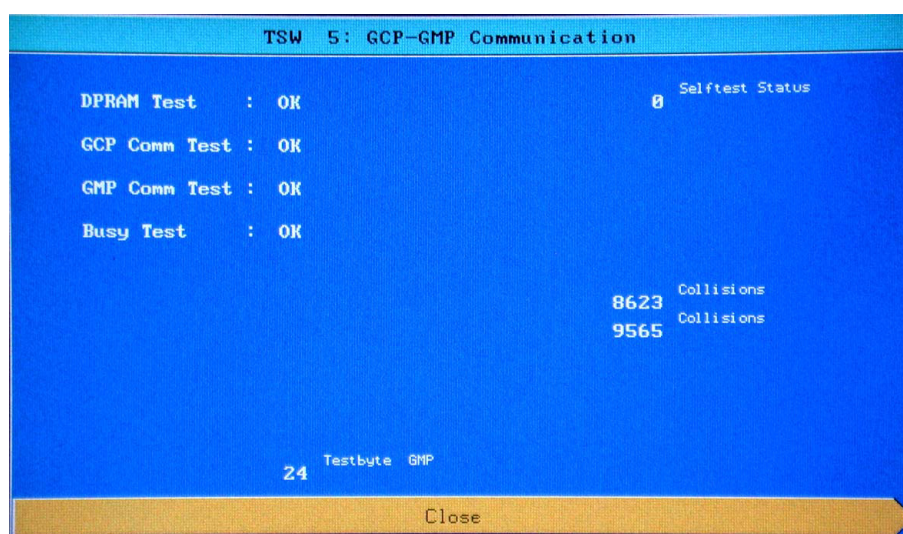 TSW 5: GCP-GMP Communication
DPRAM Test : OK
0 Selftest Status
GCP Comm Test : OK
GMP Comm Test : OK
Busy Test : OK
8623 Collisions
9565 Collisions
24 Testbyte GMP
Close